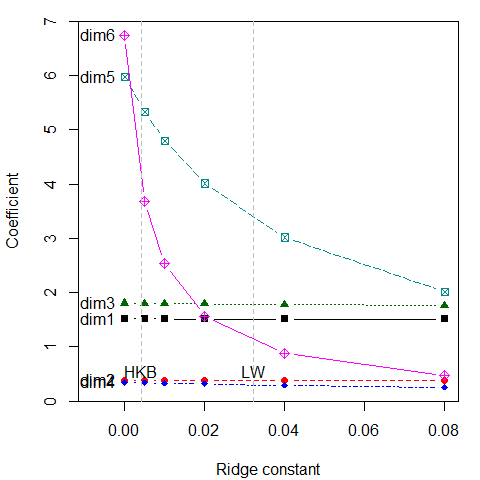 7
dim6
6
dim5
5
4
Coefficient
3
2
dim3
dim1
1
HKB LW
dim2
dim4
0
0.00 0.02 0.04 0.06 0.08
Ridge constant